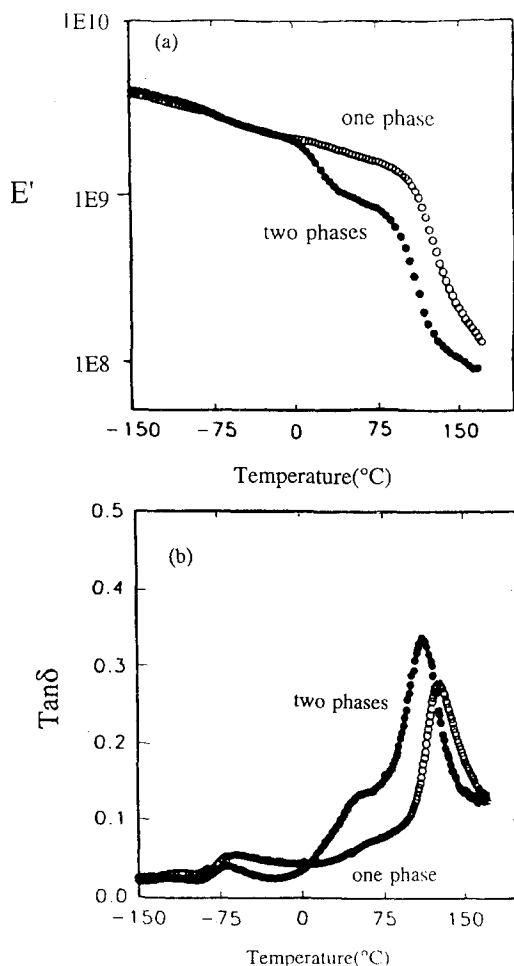 1E10
(a)
one phase
E'
1E9
two phases
1E8
-150 -75 0 75 150
Temperature(°C)
0.5
(b)
0.4
0.3
two phases
Tanδ
0.2
0.1
one phase
0.0
-150 -75 0 75 150
Temperature(°C)